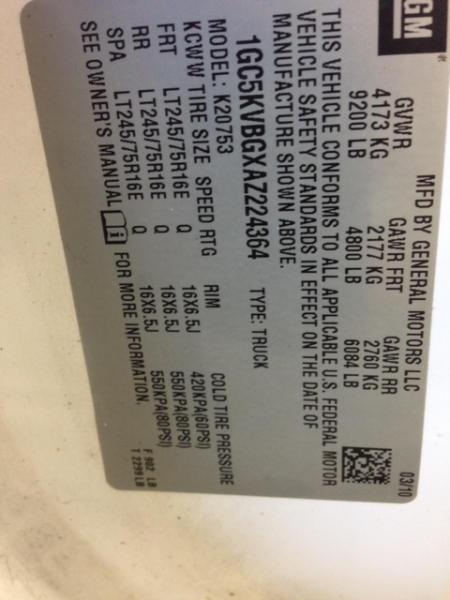 GM
MFD BY GENERAL MOTORS LLC
03/10
GVWR GAWR FRT GAWR RR
4173 KG 2177 KG 2760 KG
9200 LB 4800 LB 6084 LB
THIS VEHICLE CONFORMS TO ALL APPLICABLE U.S. FEDERAL MOTOR
VEHICLE SAFETY STANDARDS IN EFFECT ON THE DATE OF
MANUFACTURE SHOWN ABOVE.
1GC5KVBGXAZ224364 TYPE: TRUCK
MODEL: K20753
KCWW TIRE SIZE SPEED RTG RIM COLD TIRE PRESSURE
FRT LT245/75R16E Q 16X6.5J 420KPA(60PSI)
RR LT245/75R16E Q 16X6.5J 550KPA(80PSI)
SPA LT245/75R16E Q 16X6.5J 550KPA(80PSI)
SEE OWNER'S MANUAL i FOR MORE INFORMATION.
F 902 LB
T 2299 LB